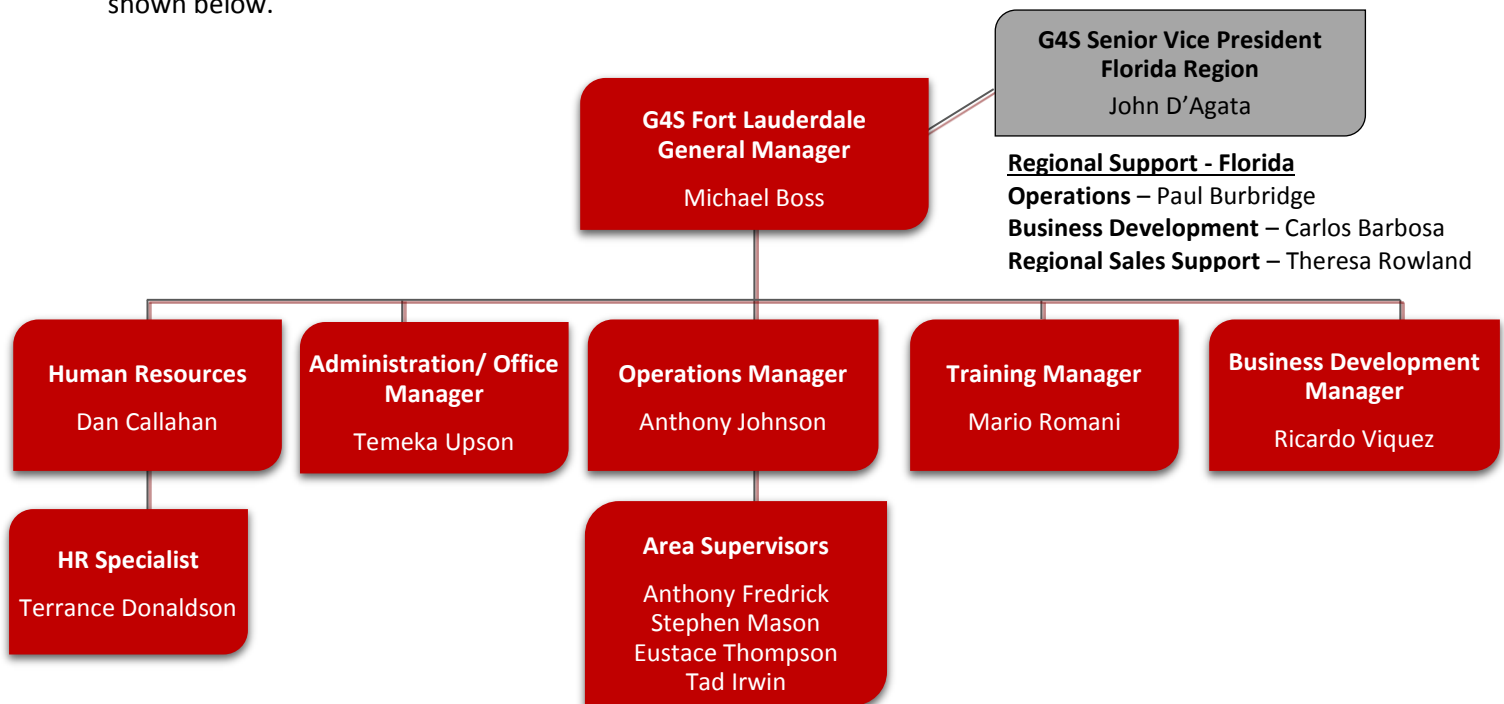 shown below.
G4S Senior Vice President
Florida Region
John D’Agata
G4S Fort Lauderdale
General Manager
Michael Boss
Regional Support - Florida
Operations – Paul Burbridge
Business Development – Carlos Barbosa
Regional Sales Support – Theresa Rowland
Human Resources
Dan Callahan
Administration/ Office
Manager
Temeka Upson
Operations Manager
Anthony Johnson
Training Manager
Mario Romani
Business Development
Manager
Ricardo Viquez
HR Specialist
Terrance Donaldson
Area Supervisors
Anthony Fredrick
Stephen Mason
Eustace Thompson
Tad Irwin